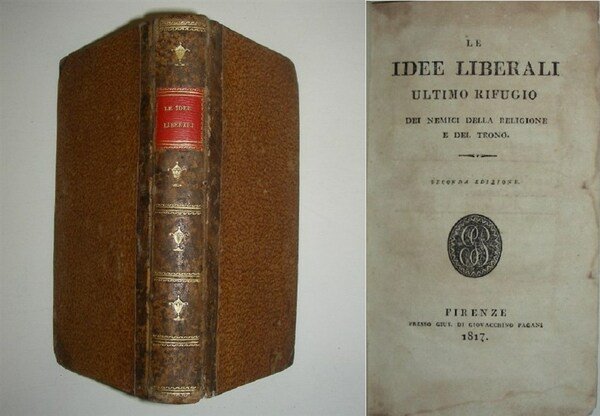 LE IDEE
LIBERALI
LE
IDEE LIBERALI
ULTIMO RIFUGIO
DEI NEMICI DELLA RELIGIONE
E DEL TRONO.
SECONDA EDIZIONE.
FIRENZE
PRESSO GIUS. DI GIOVACCHINO PAGANI
1817.